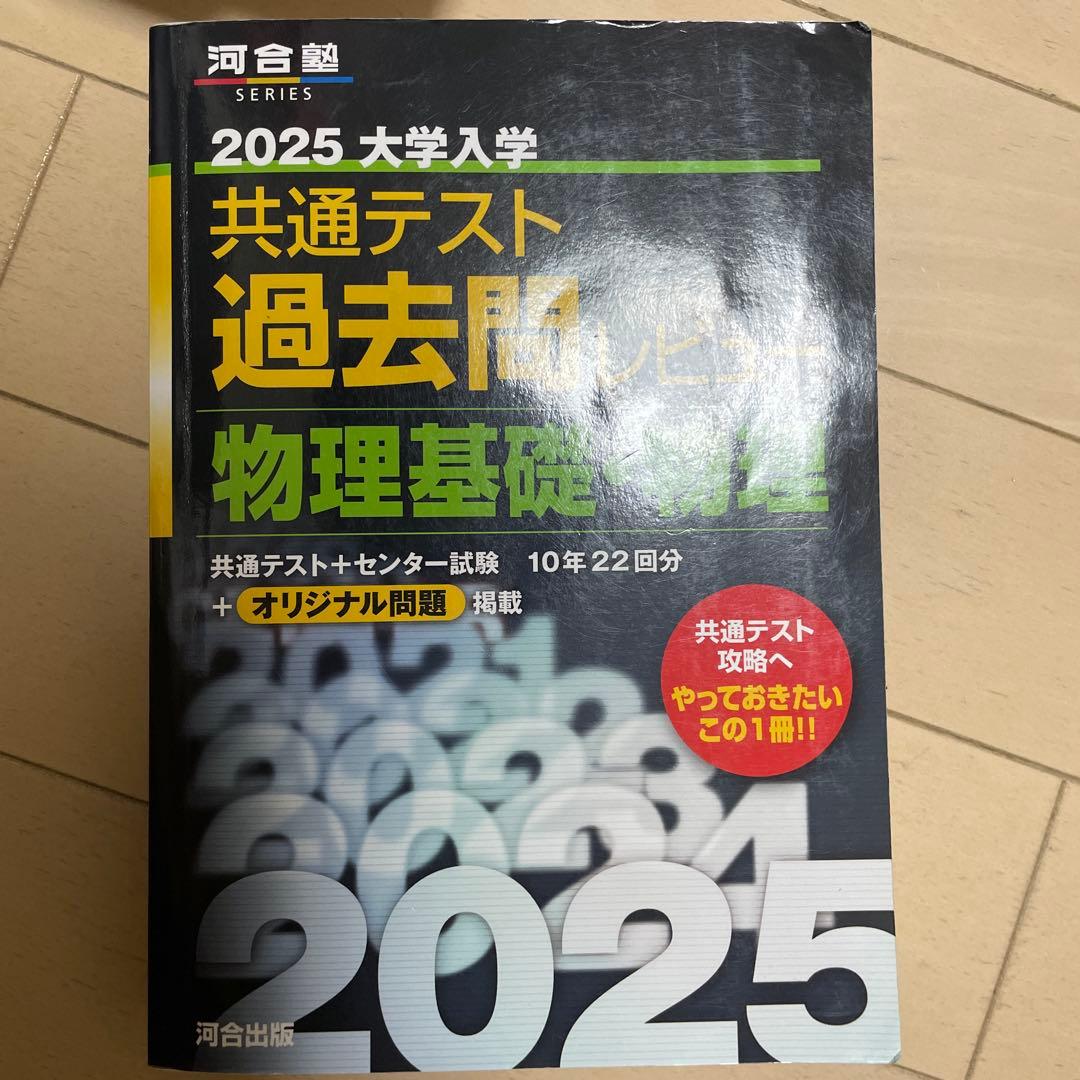 河合塾
SERIES
2025 大学入学
共通テスト
過去問レビュー
物理基礎・物理
共通テスト+センター試験 10年22回分
+ オリジナル問題 掲載
共通テスト
攻略へ
やっておきたい
この1冊!!
2021
2022
2023
2024
2025
河合出版